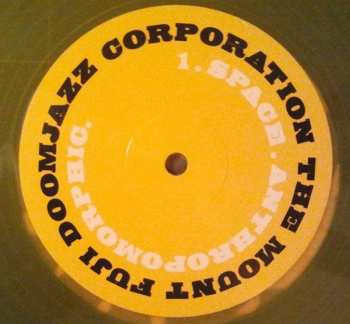 THE MOUNT FUJI DOOMJAZZ CORPORATION
1. SPACE. ANTHROPOMORPHIC.